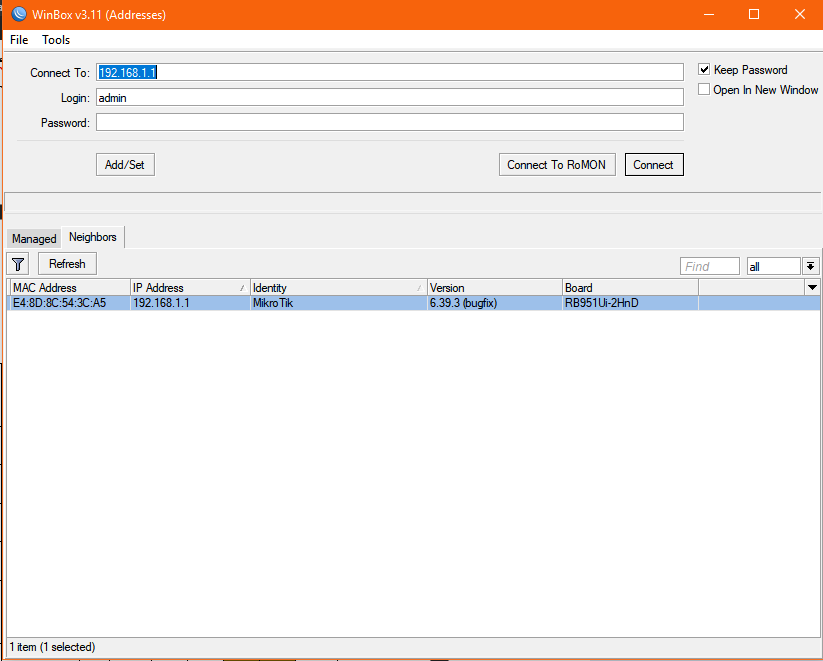 WinBox v3.11 (Addresses)
File Tools
Connect To: 192.168.1.1
Keep Password
Login: admin
Open In New Window
Password:
Add/Set Connect To RoMON Connect
Managed Neighbors
Refresh Find all
MAC Address IP Address Identity Version Board
E4:8D:8C:54:3C:A5 192.168.1.1 MikroTik 6.39.3 (bugfix) RB951Ui-2HnD
1 item (1 selected)